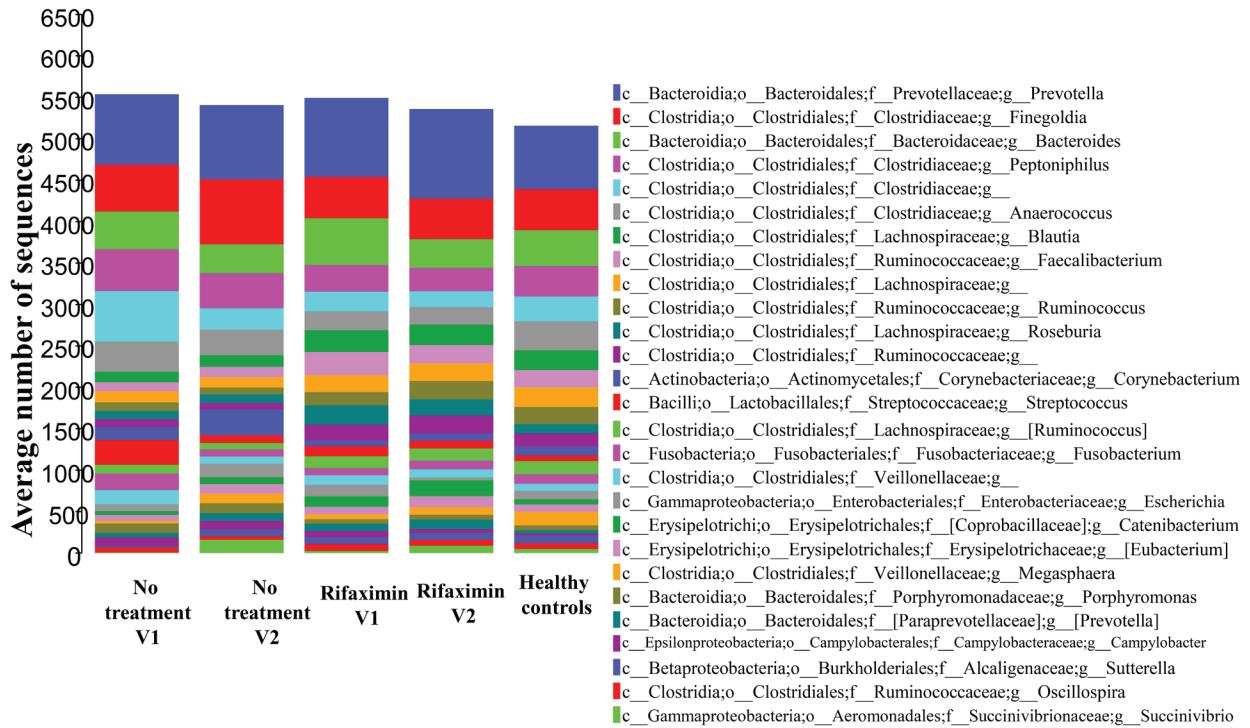 6500
6000
5500
5000
4500
4000
3500
3000
2500
2000
1500
1000
500
0
Average number of sequences
No
treatment
V1
No
treatment
V2
Rifaximin
V1
Rifaximin
V2
Healthy
controls
c__Bacteroidia;o__Bacteroidales;f__Prevotellaceae;g__Prevotella
c__Clostridia;o__Clostridiales;f__Clostridiaceae;g__Finegoldia
c__Bacteroidia;o__Bacteroidales;f__Bacteroidaceae;g__Bacteroides
c__Clostridia;o__Clostridiales;f__Clostridiaceae;g__Peptoniphilus
c__Clostridia;o__Clostridiales;f__Clostridiaceae;g__
c__Clostridia;o__Clostridiales;f__Clostridiaceae;g__Anaerococcus
c__Clostridia;o__Clostridiales;f__Lachnospiraceae;g__Blautia
c__Clostridia;o__Clostridiales;f__Ruminococcaceae;g__Faecalibacterium
c__Clostridia;o__Clostridiales;f__Lachnospiraceae;g__
c__Clostridia;o__Clostridiales;f__Ruminococcaceae;g__Ruminococcus
c__Clostridia;o__Clostridiales;f__Lachnospiraceae;g__Roseburia
c__Clostridia;o__Clostridiales;f__Ruminococcaceae;g__
c__Actinobacteria;o__Actinomycetales;f__Corynebacteriaceae;g__Corynebacterium
c__Bacilli;o__Lactobacillales;f__Streptococcaceae;g__Streptococcus
c__Clostridia;o__Clostridiales;f__Lachnospiraceae;g__[Ruminococcus]
c__Fusobacteria;o__Fusobacteriales;f__Fusobacteriaceae;g__Fusobacterium
c__Clostridia;o__Clostridiales;f__Veillonellaceae;g__
c__Gammaproteobacteria;o__Enterobacteriales;f__Enterobacteriaceae;g__Escherichia
c__Erysipelotrichi;o__Erysipelotrichales;f__[Coprobacillaceae];g__Catenibacterium
c__Erysipelotrichi;o__Erysipelotrichales;f__Erysipelotrichaceae;g__[Eubacterium]
c__Clostridia;o__Clostridiales;f__Veillonellaceae;g__Megasphaera
c__Bacteroidia;o__Bacteroidales;f__Porphyromonadaceae;g__Porphyromonas
c__Bacteroidia;o__Bacteroidales;f__[Paraprevotellaceae];g__[Prevotella]
c__Epsilonproteobacteria;o__Campylobacterales;f__Campylobacteraceae;g__Campylobacter
c__Betaproteobacteria;o__Burkholderiales;f__Alcaligenaceae;g__Sutterella
c__Clostridia;o__Clostridiales;f__Ruminococcaceae;g__Oscillospira
c__Gammaproteobacteria;o__Aeromonadales;f__Succinivibrionaceae;g__Succinivibrio